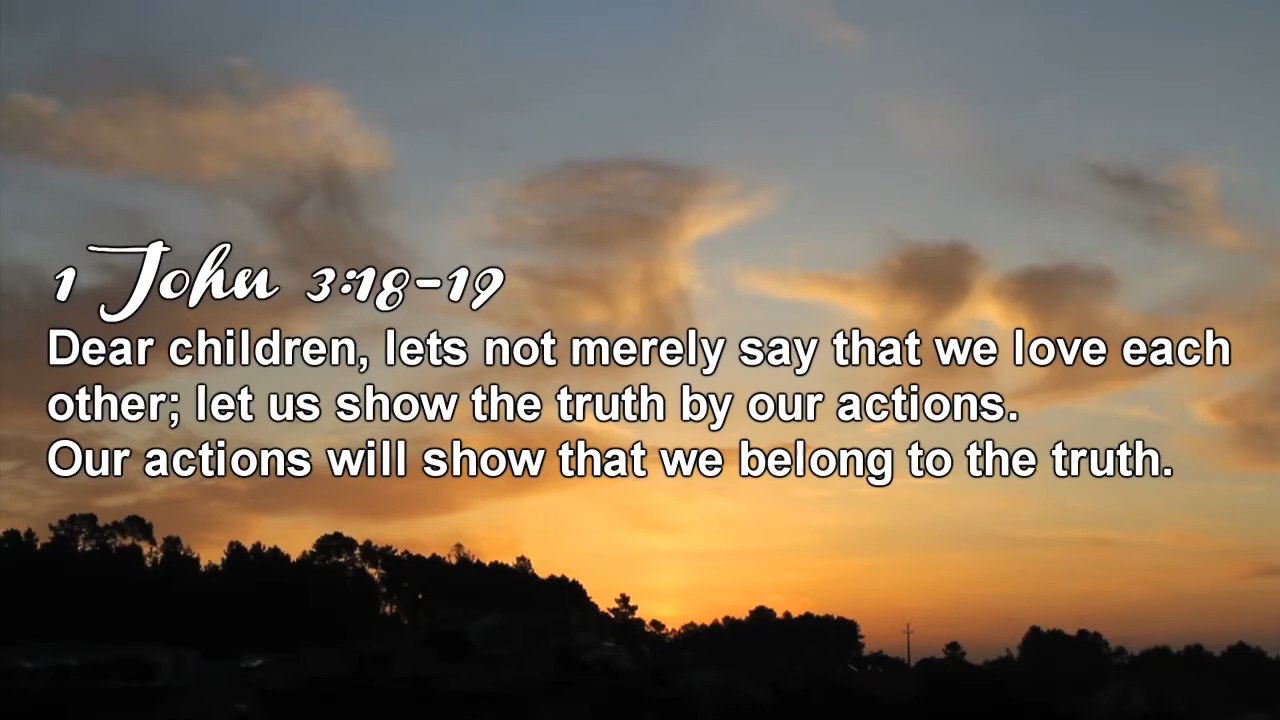 1 John 3:18-19
Dear children, lets not merely say that we love each
other; let us show the truth by our actions.
Our actions will show that we belong to the truth.